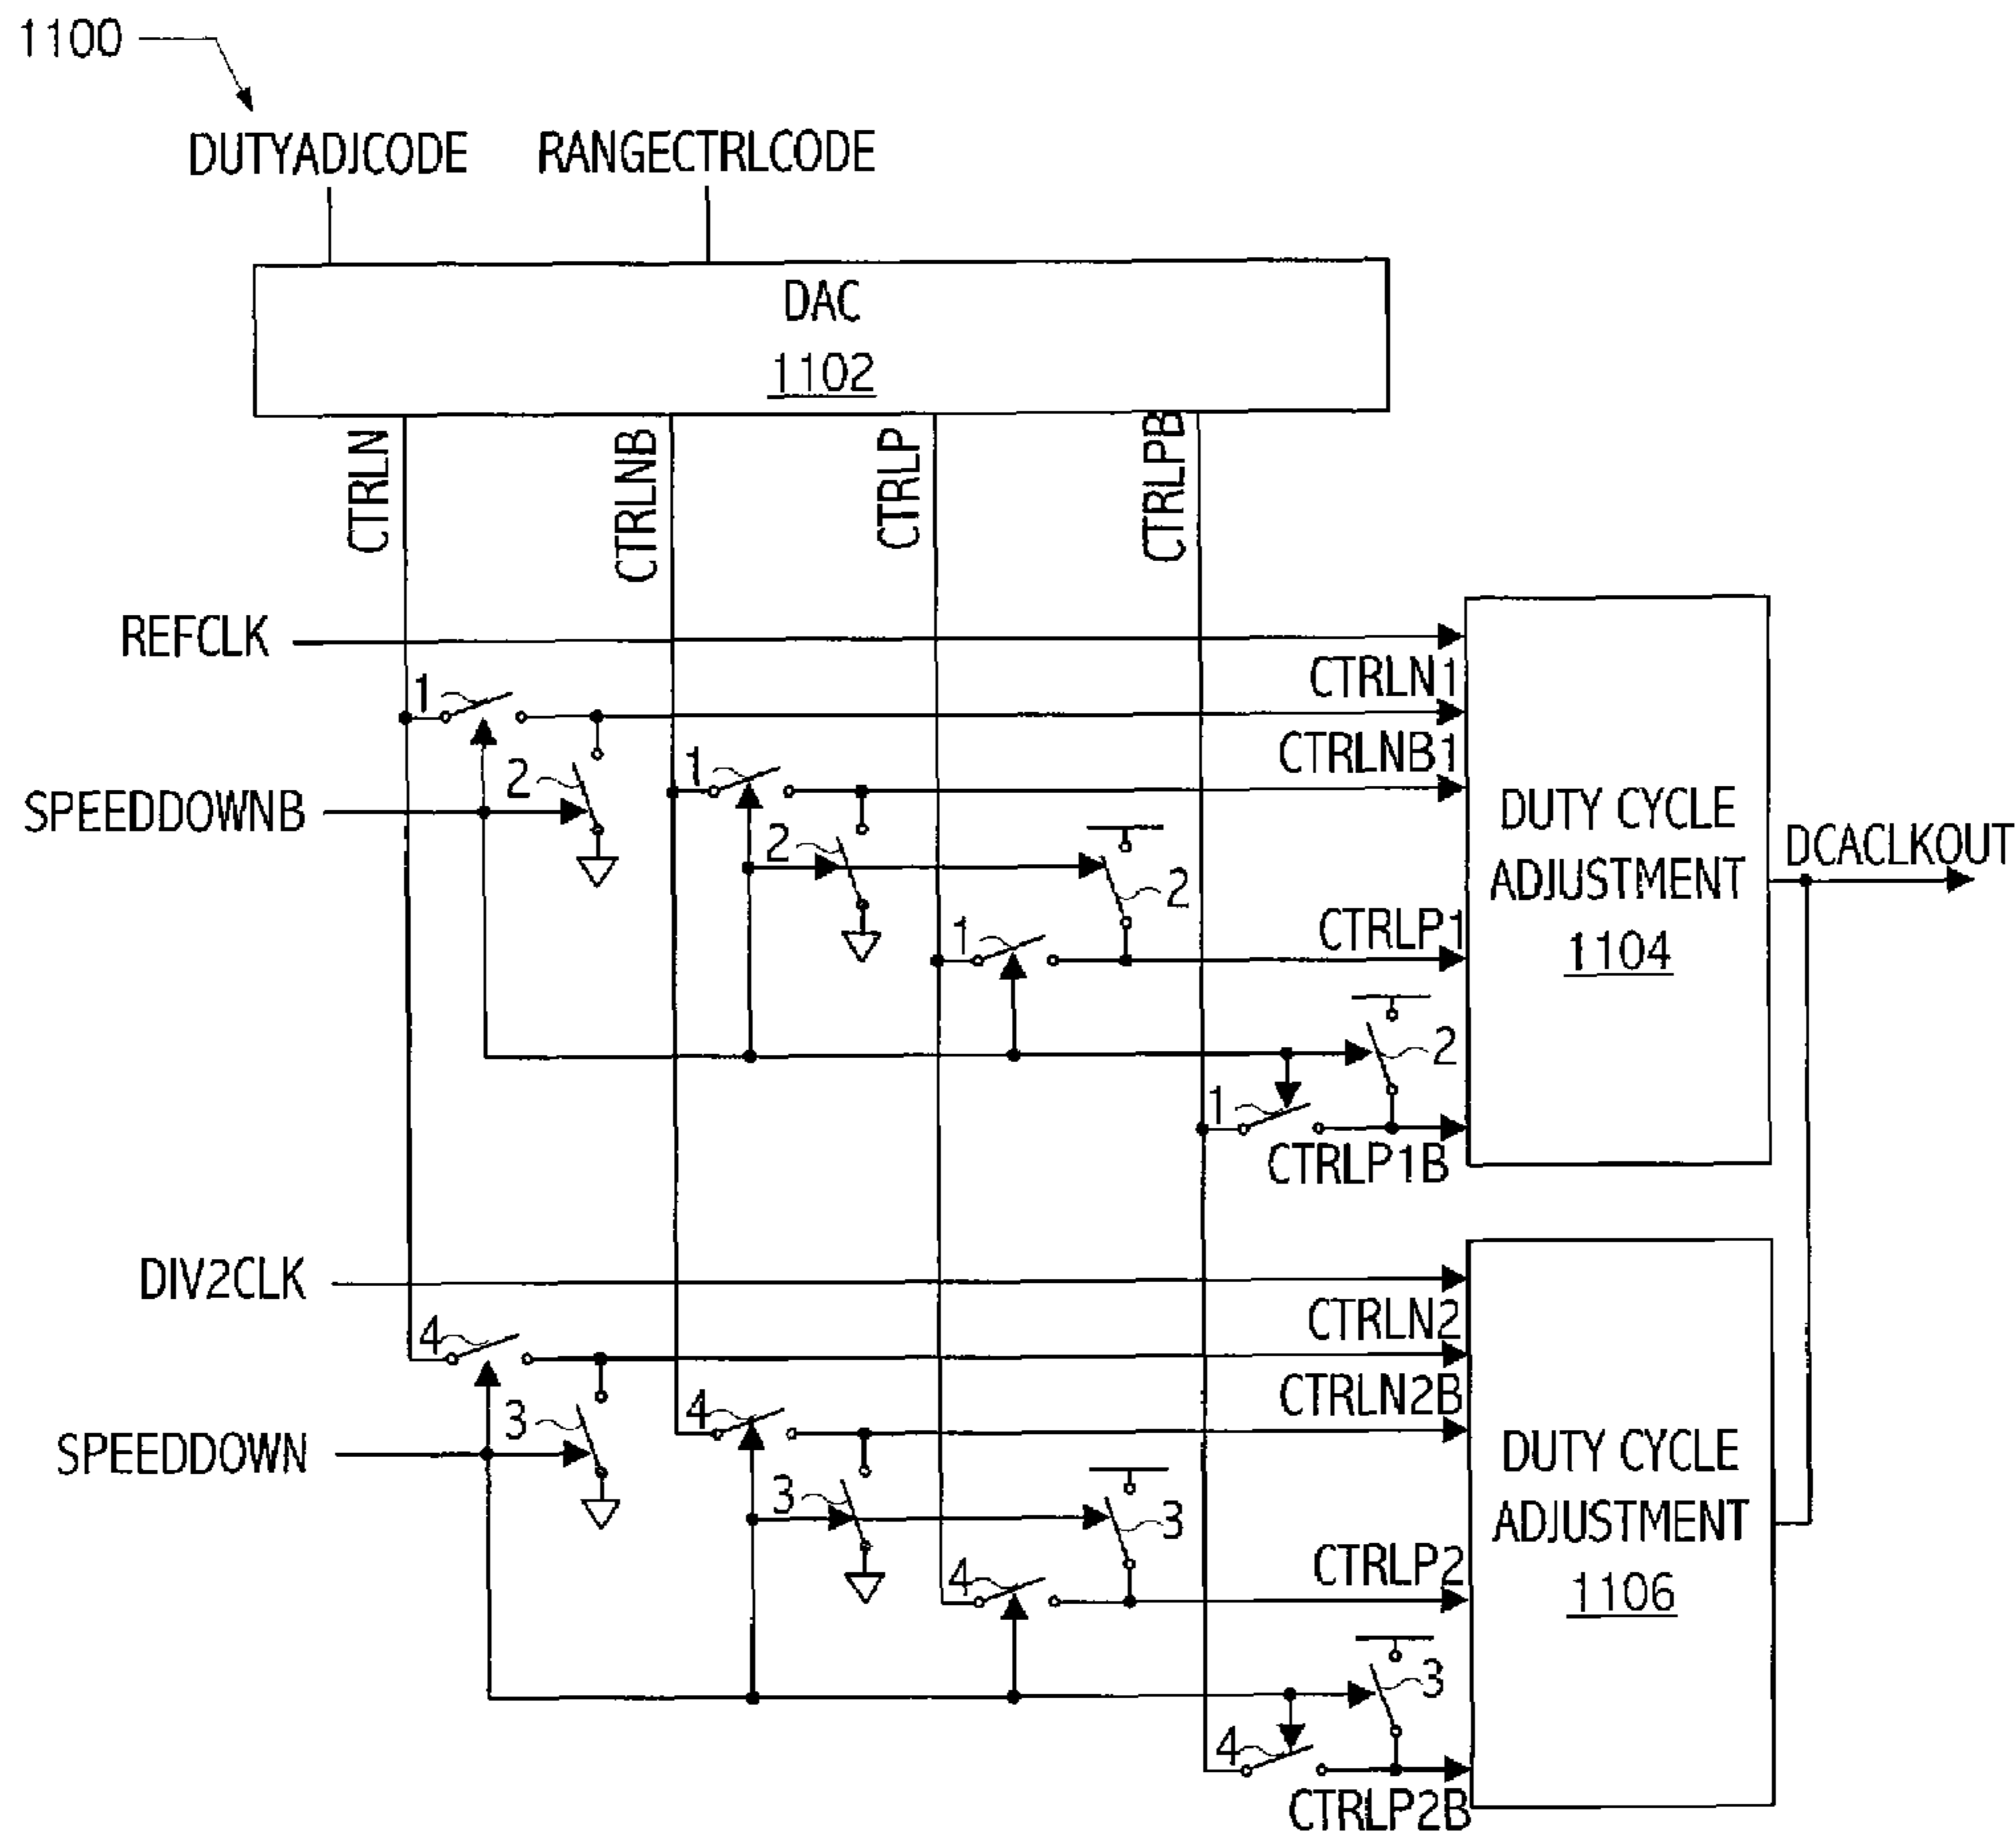 1100
DUTYADJCODE RANGECTRLCODE
DAC
1102
CTRLN
CTRLNB
CTRLP
CTRLPB
REFCLK
CTRLN1
1
CTRLNB1
SPEEDDOWNB
2
1
2
2
DUTY CYCLE
ADJUSTMENT
1104
DCACLKOUT
CTRLP1
1
2
1
CTRLP1B
DIV2CLK
CTRLN2
4
CTRLN2B
SPEEDDOWN
3
4
3
3
DUTY CYCLE
ADJUSTMENT
1106
CTRLP2
4
3
4
CTRLP2B